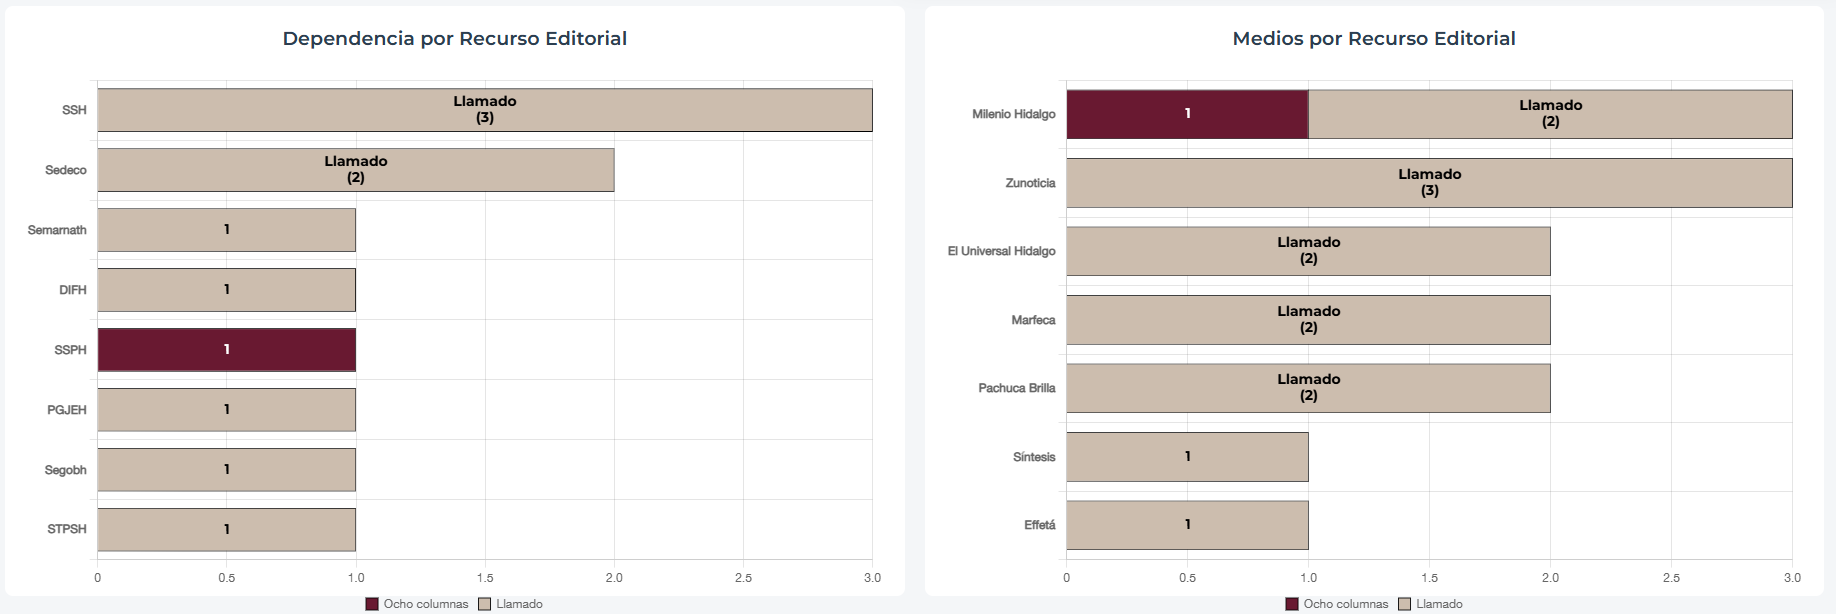 Dependencia por Recurso Editorial
SSH
Llamado
(3)
Sedeco
Llamado
(2)
Semarnath
1
DIFH
1
SSPH
1
PGJEH
1
Segobh
1
STPSH
1
0 0.5 1.0 1.5 2.0 2.5 3.0
Ocho columnas Llamado
Medios por Recurso Editorial
Milenio Hidalgo
1
Llamado
(2)
Zunoticia
Llamado
(3)
El Universal Hidalgo
Llamado
(2)
Marfeca
Llamado
(2)
Pachuca Brilla
Llamado
(2)
Síntesis
1
Effetá
1
0 0.5 1.0 1.5 2.0 2.5 3.0
Ocho columnas Llamado